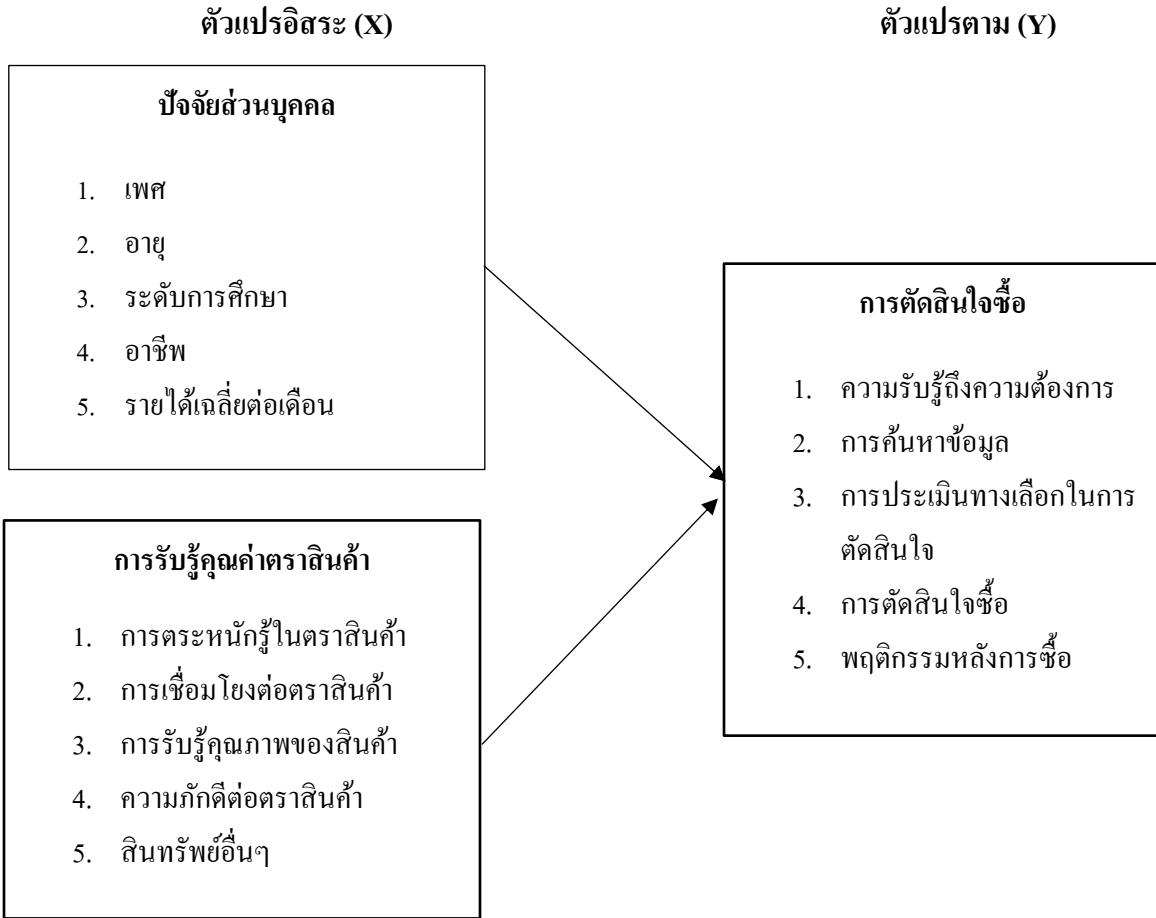 ตัวแปรอิสระ (X)
ตัวแปรตาม (Y)
ปัจจัยส่วนบุคคล
1. เพศ
2. อายุ
3. ระดับการศึกษา
4. อาชีพ
5. รายได้เฉลี่ยต่อเดือน
การรับรู้คุณค่าตราสินค้า
1. การตระหนักรู้ในตราสินค้า
2. การเชื่อมโยงต่อตราสินค้า
3. การรับรู้คุณภาพของสินค้า
4. ความภักดีต่อตราสินค้า
5. สินทรัพย์อื่นๆ
การตัดสินใจซื้อ
1. ความรับรู้ถึงความต้องการ
2. การค้นหาข้อมูล
3. การประเมินทางเลือกในการ
ตัดสินใจ
4. การตัดสินใจซื้อ
5. พฤติกรรมหลังการซื้อ